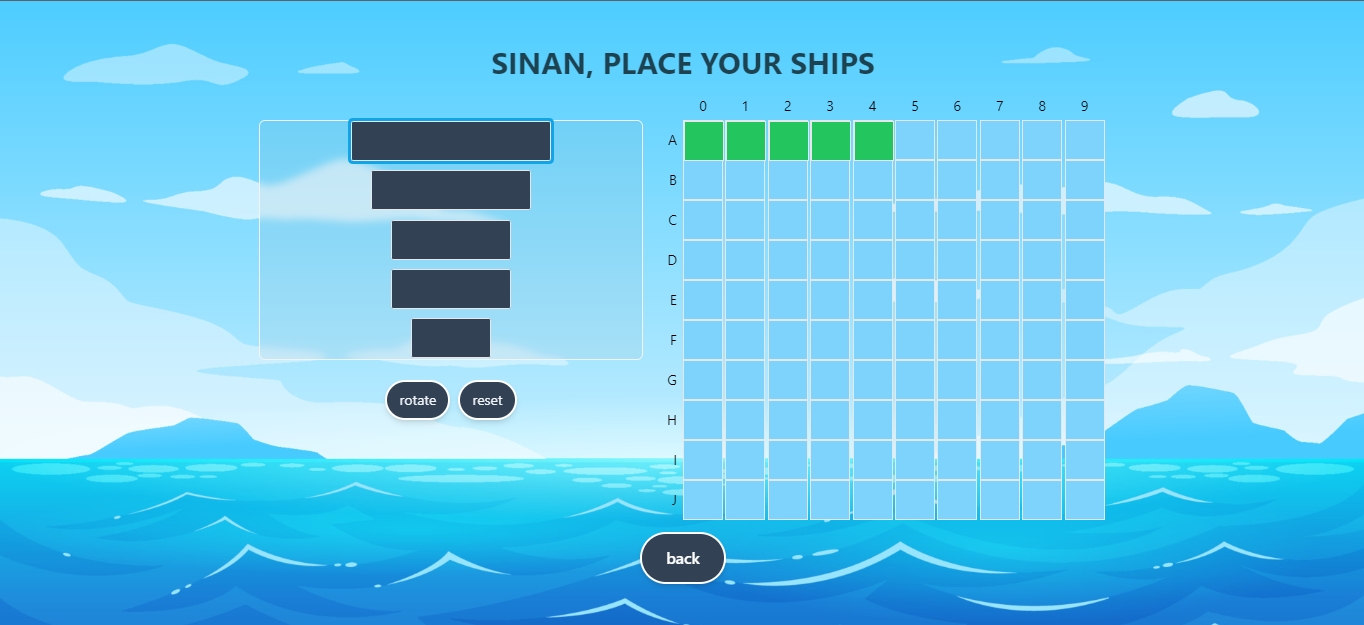 SINAN, PLACE YOUR SHIPS
0 1 2 3 4 5 6 7 8 9
A
B
C
D
E
F
G
H
I
J
rotate reset
back